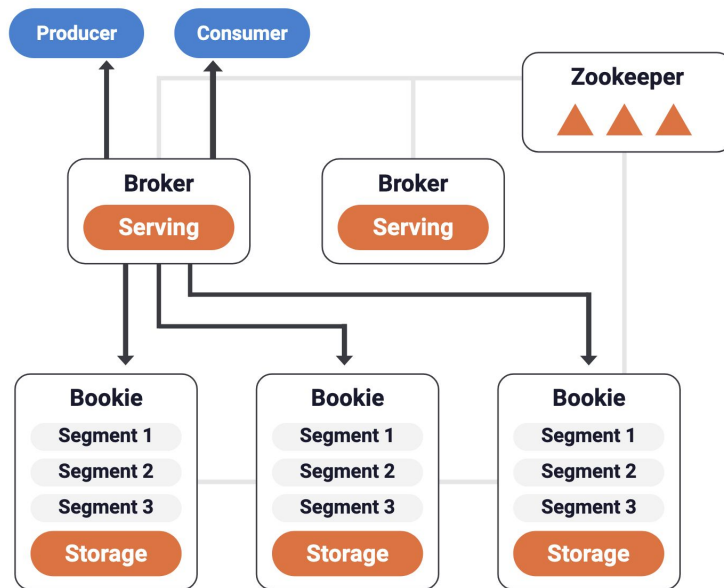 Producer
Consumer
Zookeeper
Broker
Serving
Broker
Serving
Bookie
Segment 1
Segment 2
Segment 3
Storage
Bookie
Segment 1
Segment 2
Segment 3
Storage
Bookie
Segment 1
Segment 2
Segment 3
Storage